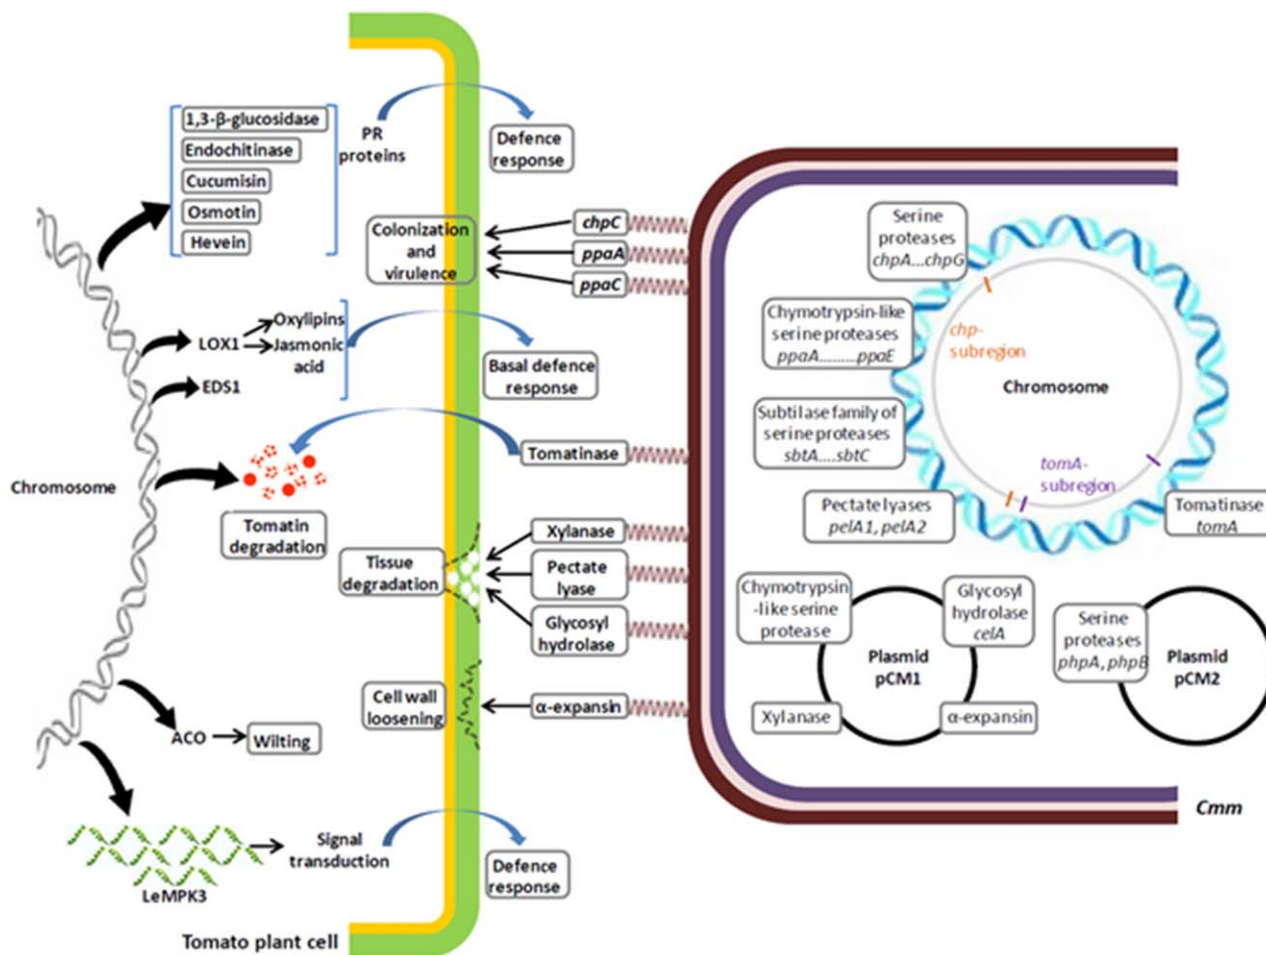 1,3-β-glucosidase
Endochitinase
Cucumisin
Osmotin
Hevein
PR
proteins
Defence
response
Colonization
and
virulence
chpC
ppaA
ppaC
LOX1
Oxylipins
Jasmonic
acid
EDS1
Basal defence
response
Chromosome
Tomatin
degradation
Tomatinase
Tissue
degradation
Xylanase
Pectate
lyase
Glycosyl
hydrolase
Cell wall
loosening
α-expansin
ACO
Wilting
LeMPK3
Signal
transduction
Defence
response
Tomato plant cell
Serine
proteases
chpA...chpG
Chymotrypsin-like
serine proteases
ppaA.........ppaE
Subtilase family of
serine proteases
sbtA....sbtC
Pectate lyases
pelA1, pelA2
chp-
subregion
Chromosome
tomA-
subregion
Tomatinase
tomA
Chymotrypsin
-like serine
protease
Glycosyl
hydrolase
celA
Plasmid
pCM1
Xylanase
α-expansin
Serine
proteases
phpA, phpB
Plasmid
pCM2
Cmm